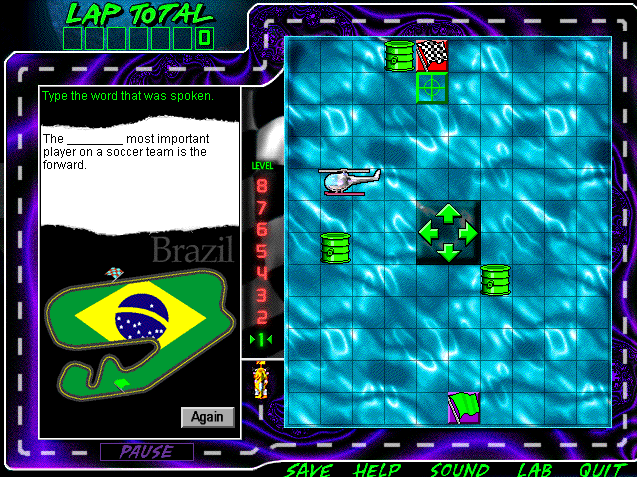 LAP TOTAL
0
Type the word that was spoken.
The ________ most important
player on a soccer team is the
forward.
LEVEL
8
7
6
5
4
3
2
1
Brazil
Again
PAUSE
SAVE HELP SOUND LAB QUIT